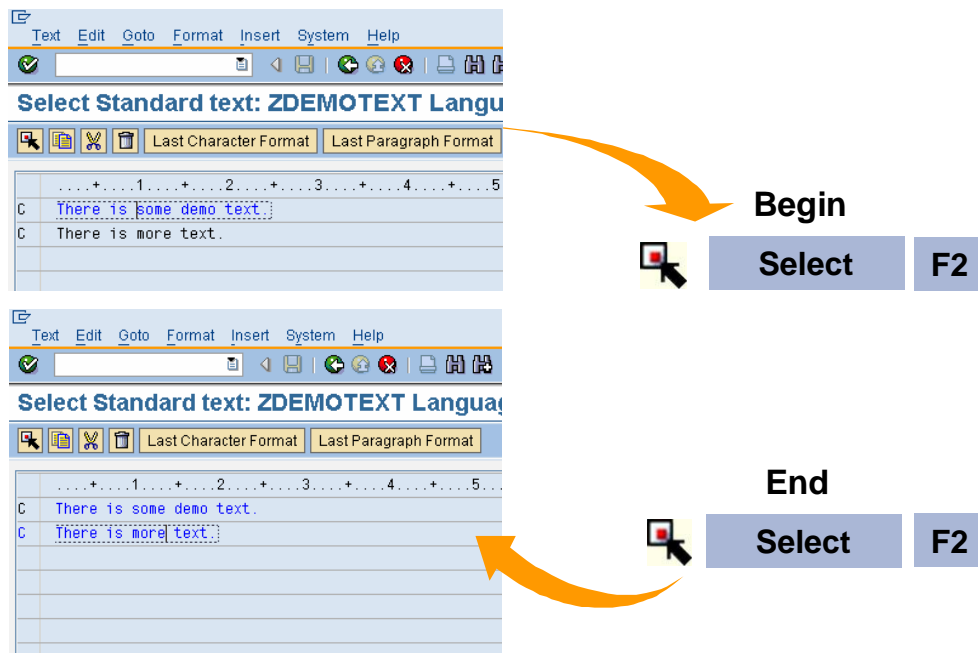 Text Edit Goto Format Insert System Help
Select Standard text: ZDEMOTEXT Langu
Last Character Format Last Paragraph Format
....+....1....+....2....+....3....+....4....+....5
C There is some demo text.
C There is more text.
Begin
Select F2
Text Edit Goto Format Insert System Help
Select Standard text: ZDEMOTEXT Languag
Last Character Format Last Paragraph Format
....+....1....+....2....+....3....+....4....+....5...
C There is some demo text.
C There is more text.
End
Select F2